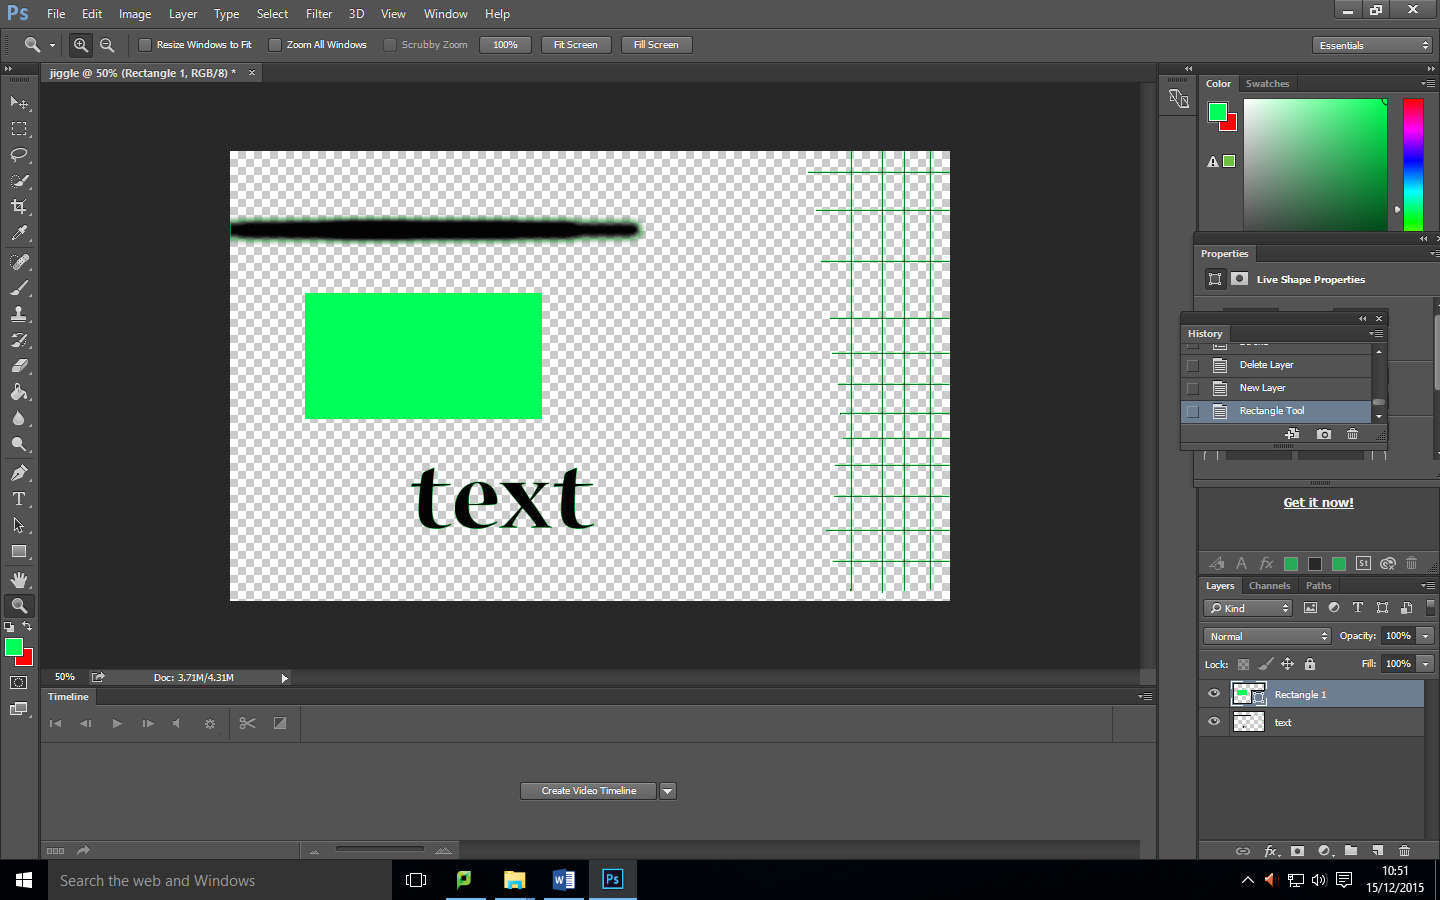 Ps File Edit Image Layer Type Select Filter 3D View Window Help
Resize Windows to Fit Zoom All Windows Scrubby Zoom 100% Fit Screen Fill Screen Essentials
jiggle @ 50% (Rectangle 1, RGB/8) * ×
Color Swatches
Properties
Live Shape Properties
History
Delete Layer
New Layer
Rectangle Tool
text
Get it now!
St
Layers Channels Paths
Kind
Normal Opacity: 100%
Lock: Fill: 100%
Rectangle 1
text
50% Doc: 3.71M/4.31M
Timeline
Create Video Timeline
Search the web and Windows
Ps
10:51
15/12/2015